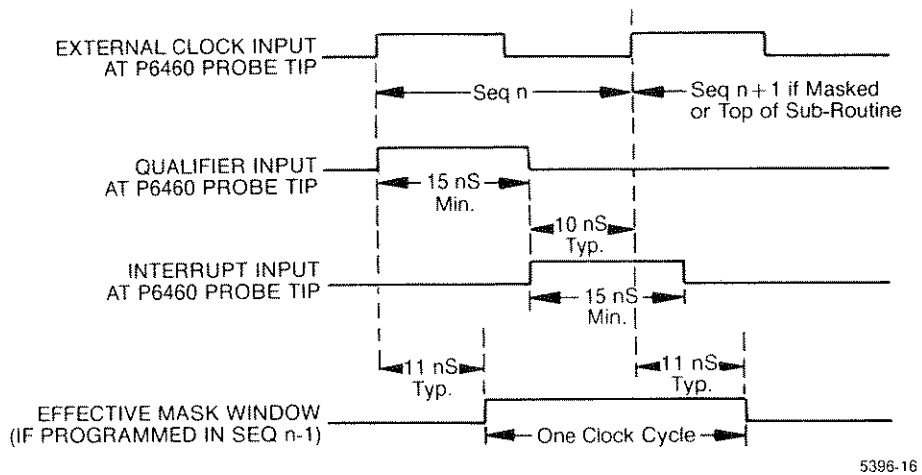 EXTERNAL CLOCK INPUT
AT P6460 PROBE TIP
Seq n
Seq n + 1 if Masked
or Top of Sub-Routine
QUALIFIER INPUT
AT P6460 PROBE TIP
15 nS
Min.
10 nS
Typ.
INTERRUPT INPUT
AT P6460 PROBE TIP
15 nS
Min.
11 nS
Typ.
11 nS
Typ.
EFFECTIVE MASK WINDOW
(IF PROGRAMMED IN SEQ n-1)
One Clock Cycle
5396-16